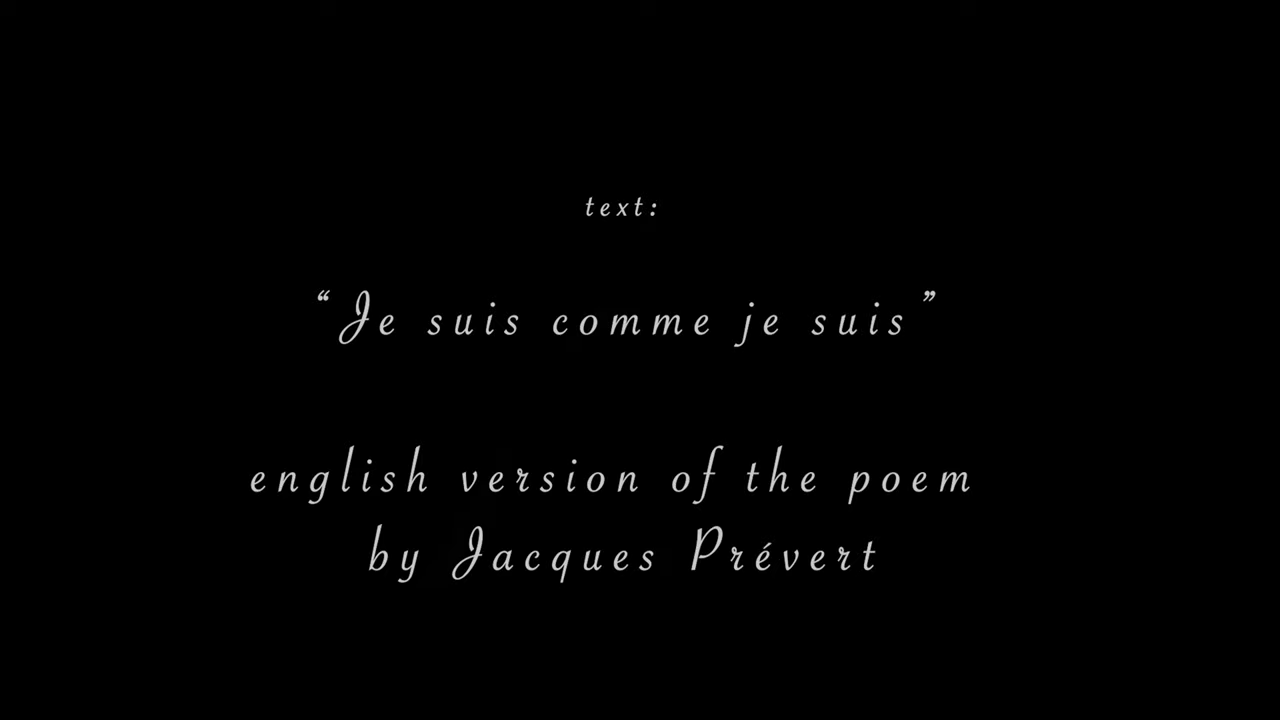 text:
“Je suis comme je suis”
english version of the poem
by Jacques Prévert